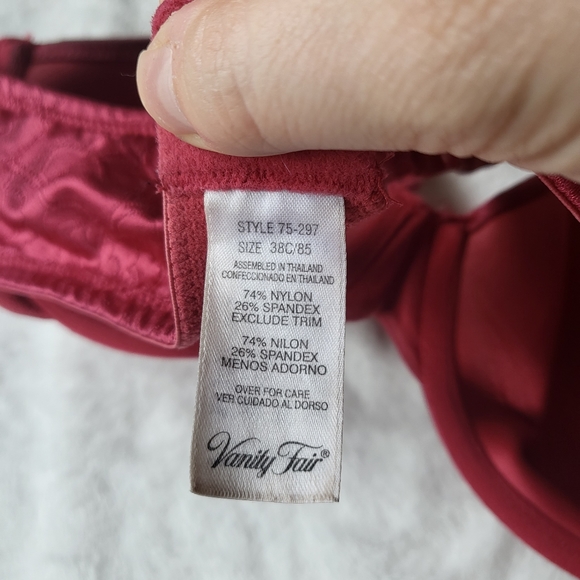 STYLE 75-297
SIZE 38C/85
ASSEMBLED IN THAILAND
CONFECCIONADO EN THAILAND
74% NYLON
26% SPANDEX
EXCLUDE TRIM
74% NILON
26% SPANDEX
MENOS ADORNO
OVER FOR CARE
VER CUIDADO AL DORSO
Vanity Fair®